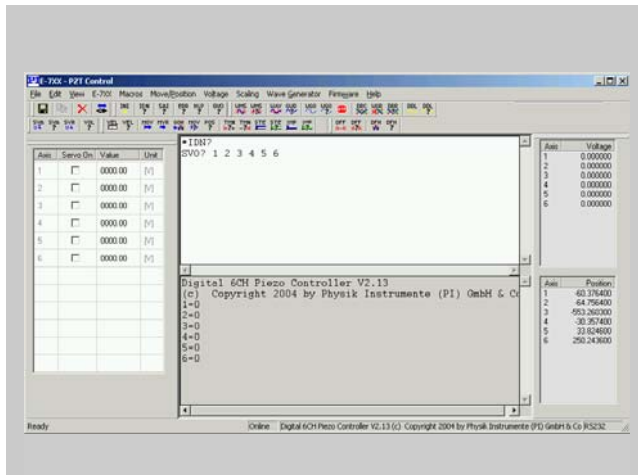 E-7XX - PZT Control
File Edit View E-7XX Macros Move/Position Voltage Scaling Wave Generator Firmware Help
Axis Servo On Value Unit
1 0000.00 [V]
2 0000.00 [V]
3 0000.00 [V]
4 0000.00 [V]
5 0000.00 [V]
6 0000.00 [V]
*IDN?
SVO? 1 2 3 4 5 6
Digital 6CH Piezo Controller V2.13
(c) Copyright 2004 by Physik Instrumente (PI) GmbH & Co
1=0
2=0
3=0
4=0
5=0
6=0
Axis Voltage
1 0.000000
2 0.000000
3 0.000000
4 0.000000
5 0.000000
6 0.000000
Axis Position
1 -60.376400
2 -64.756400
3 -553.260300
4 -30.357400
5 33.824600
6 250.243600
Ready Online Digital 6CH Piezo Controller V2.13 (c) Copyright 2004 by Physik Instrumente (PI) GmbH & Co RS232